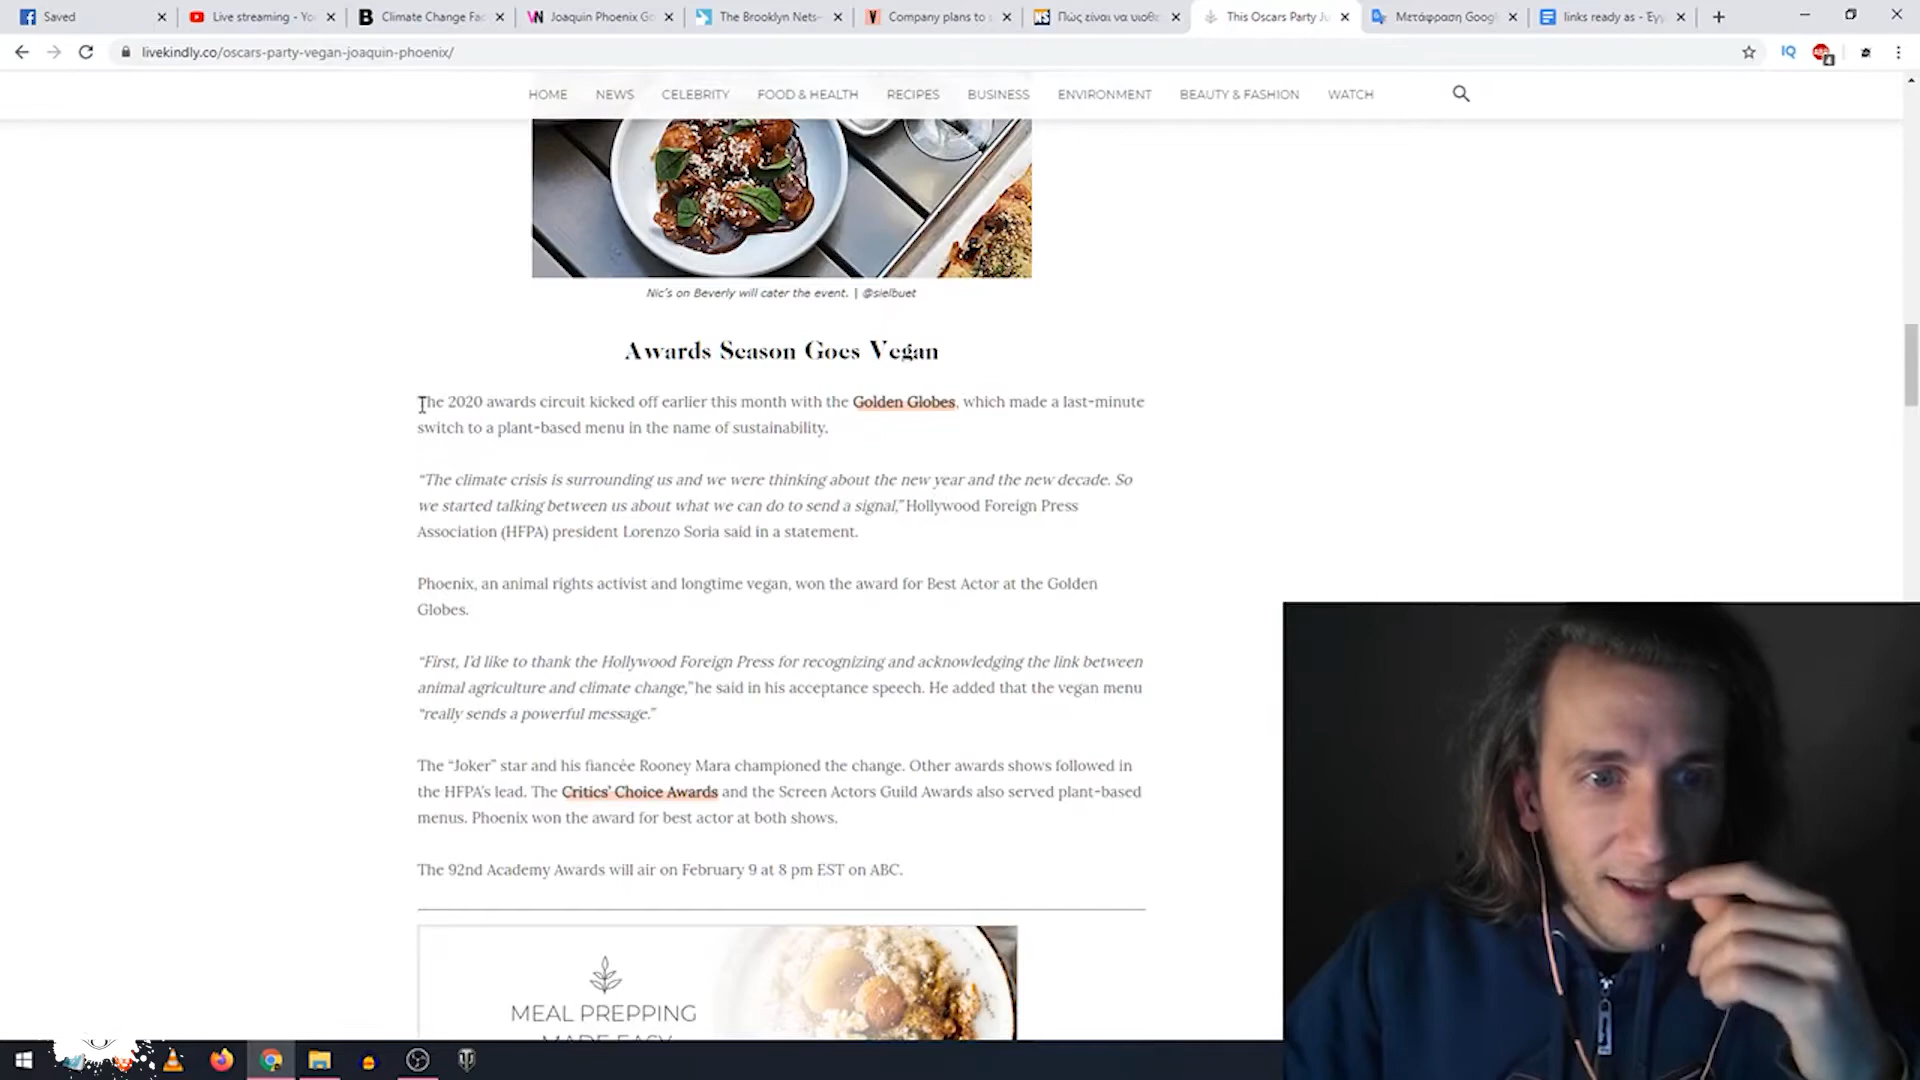 Saved
Live streaming - Yo
Climate Change Fac
Joaquin Phoenix Go
The Brooklyn Nets-
Company plans to
Πώς είναι να υιοθε
This Oscars Party Ju
Μετάφραση Googl
links ready as - Έγγ
livekindly.co/oscars-party-vegan-joaquin-phoenix/
HOME NEWS CELEBRITY FOOD & HEALTH RECIPES BUSINESS ENVIRONMENT BEAUTY & FASHION WATCH
Nic's on Beverly will cater the event. | @sielbuet
Awards Season Goes Vegan
The 2020 awards circuit kicked off earlier this month with the Golden Globes, which made a last-minute
switch to a plant-based menu in the name of sustainability.
“The climate crisis is surrounding us and we were thinking about the new year and the new decade. So
we started talking between us about what we can do to send a signal,” Hollywood Foreign Press
Association (HFPA) president Lorenzo Soria said in a statement.
Phoenix, an animal rights activist and longtime vegan, won the award for Best Actor at the Golden
Globes.
“First, I’d like to thank the Hollywood Foreign Press for recognizing and acknowledging the link between
animal agriculture and climate change,” he said in his acceptance speech. He added that the vegan menu
“really sends a powerful message.”
The “Joker” star and his fiancée Rooney Mara championed the change. Other awards shows followed in
the HFPA’s lead. The Critics’ Choice Awards and the Screen Actors Guild Awards also served plant-based
menus. Phoenix won the award for best actor at both shows.
The 92nd Academy Awards will air on February 9 at 8 pm EST on ABC.
MEAL PREPPING
MADE EASY